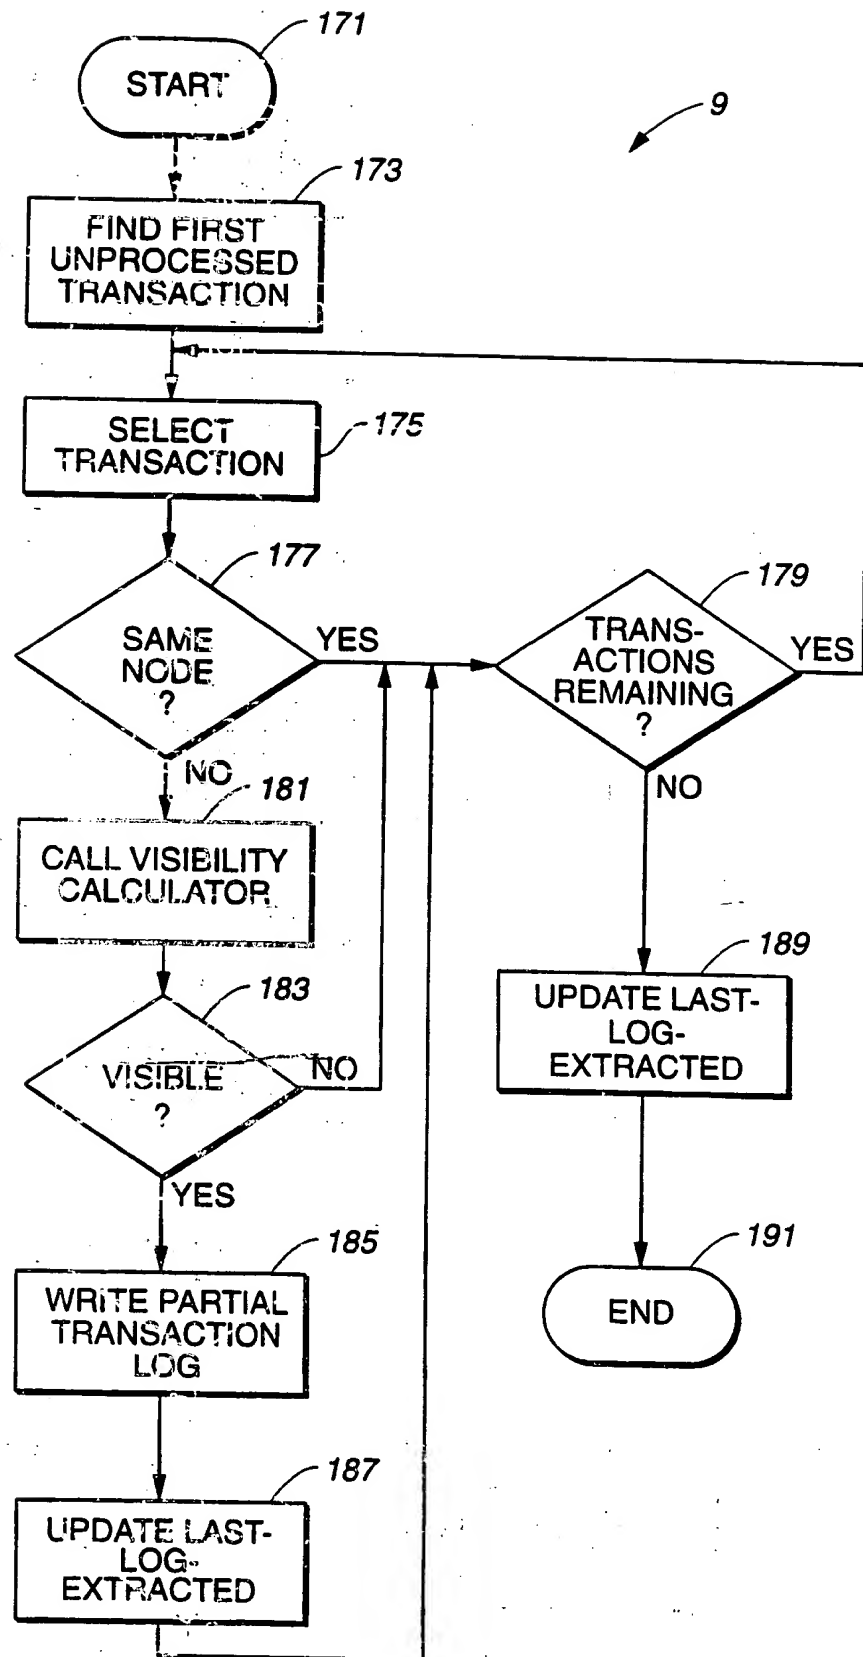 171
START
9
173
FIND FIRST
UNPROCESSED
TRANSACTION
SELECT
TRANSACTION
175
177
SAME
NODE
?
YES
NO
179
TRANS-
ACTIONS
REMAINING
?
YES
NO
181
CALL VISIBILITY
CALCULATOR
183
VISIBLE
?
NO
YES
189
UPDATE LAST-
LOG-
EXTRACTED
185
WRITE PARTIAL
TRANSACTION
LOG
191
END
187
UPDATE LAST-
LOG-
EXTRACTED